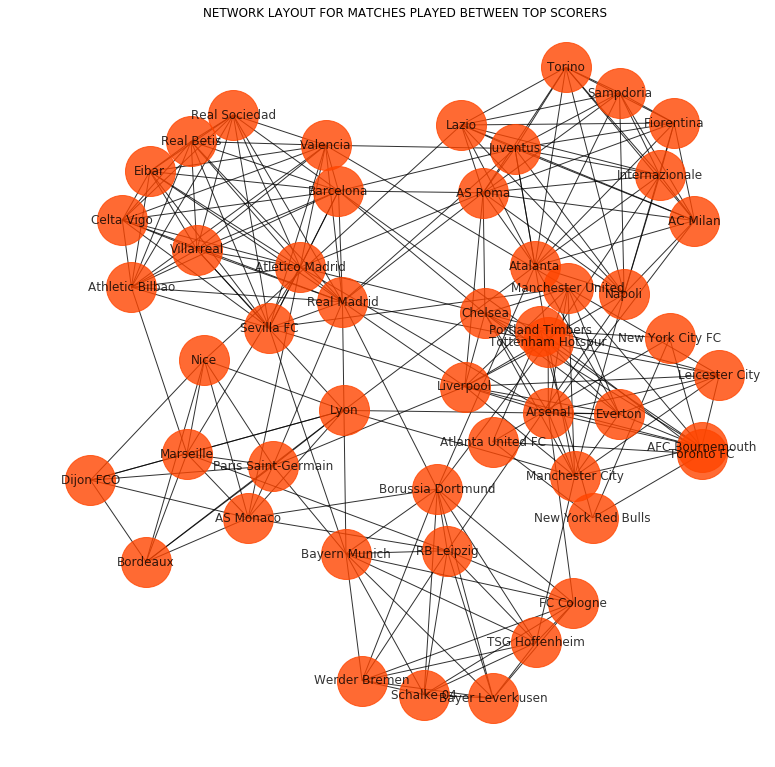 NETWORK LAYOUT FOR MATCHES PLAYED BETWEEN TOP SCORERS
Torino
Sampdoria
Real Sociedad
Lazio
Fiorentina
Real Betis
Valencia
Juventus
Eibar
Internazionale
Barcelona
AS Roma
Celta Vigo
AC Milan
Villarreal
Atlético Madrid
Atalanta
Athletic Bilbao
Manchester United
Napoli
Real Madrid
Chelsea
Sevilla FC
Portland Timbers
New York City FC
Tottenham Hotspur
Nice
Leicester City
Liverpool
Lyon
Arsenal
Everton
Atlanta United FC
AFC Bournemouth
Marseille
Toronto FC
Paris Saint-Germain
Dijon FCO
Manchester City
Borussia Dortmund
AS Monaco
New York Red Bulls
RB Leipzig
Bayern Munich
Bordeaux
FC Cologne
TSG Hoffenheim
Werder Bremen
Schalke 04
Bayer Leverkusen